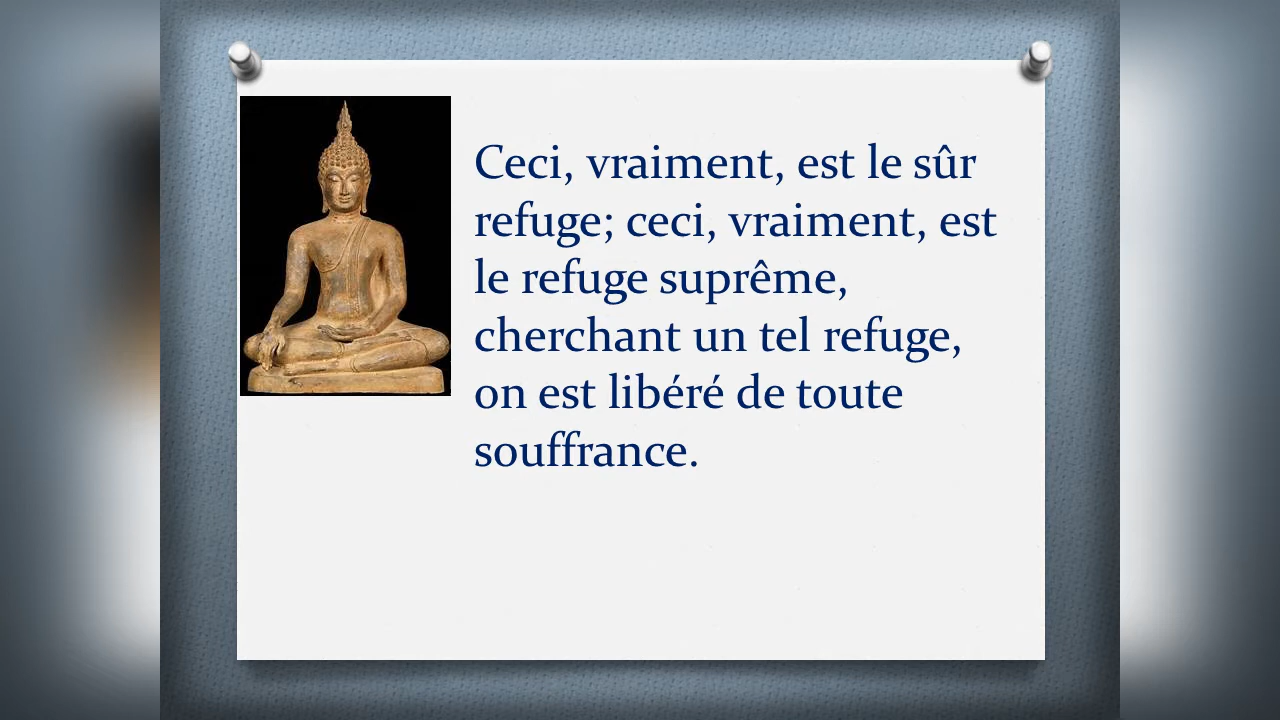 Ceci, vraiment, est le sûr
refuge; ceci, vraiment, est
le refuge suprême,
cherchant un tel refuge,
on est libéré de toute
souffrance.